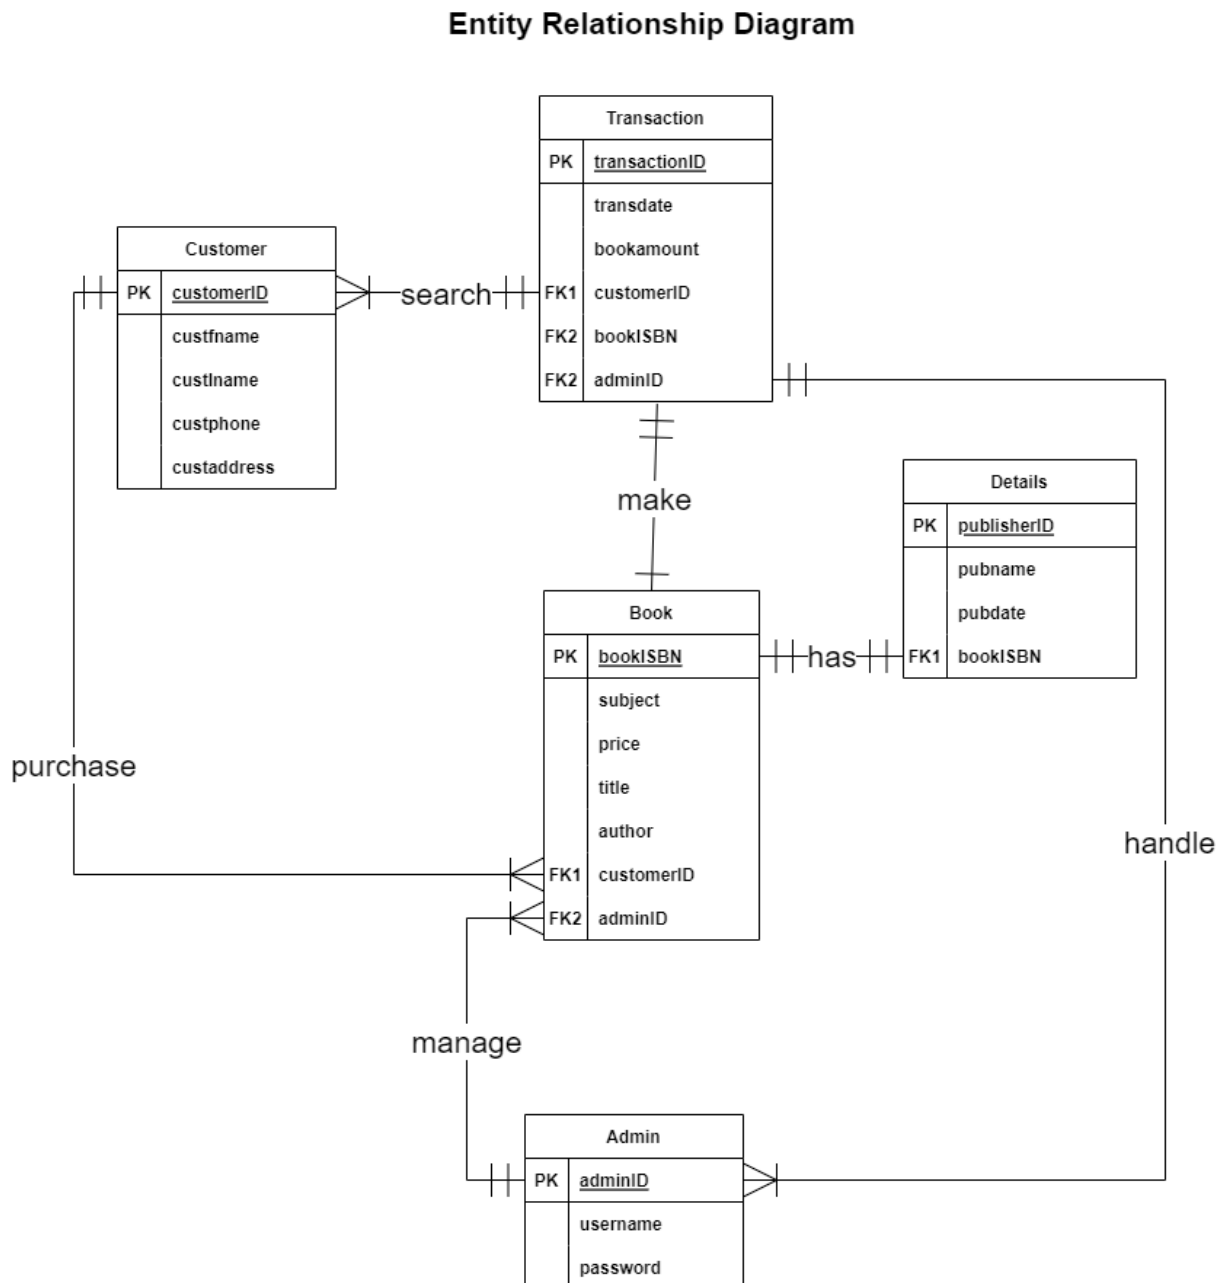 Entity Relationship Diagram
Transaction
PK transactionID
transdate
bookamount
FK1 customerID
FK2 bookISBN
FK2 adminID
Customer
PK customerID
custfname
custlname
custphone
custaddress
search
make
Details
PK publisherID
pubname
pubdate
FK1 bookISBN
Book
PK bookISBN
subject
price
title
author
FK1 customerID
FK2 adminID
has
purchase
handle
manage
Admin
PK adminID
username
password